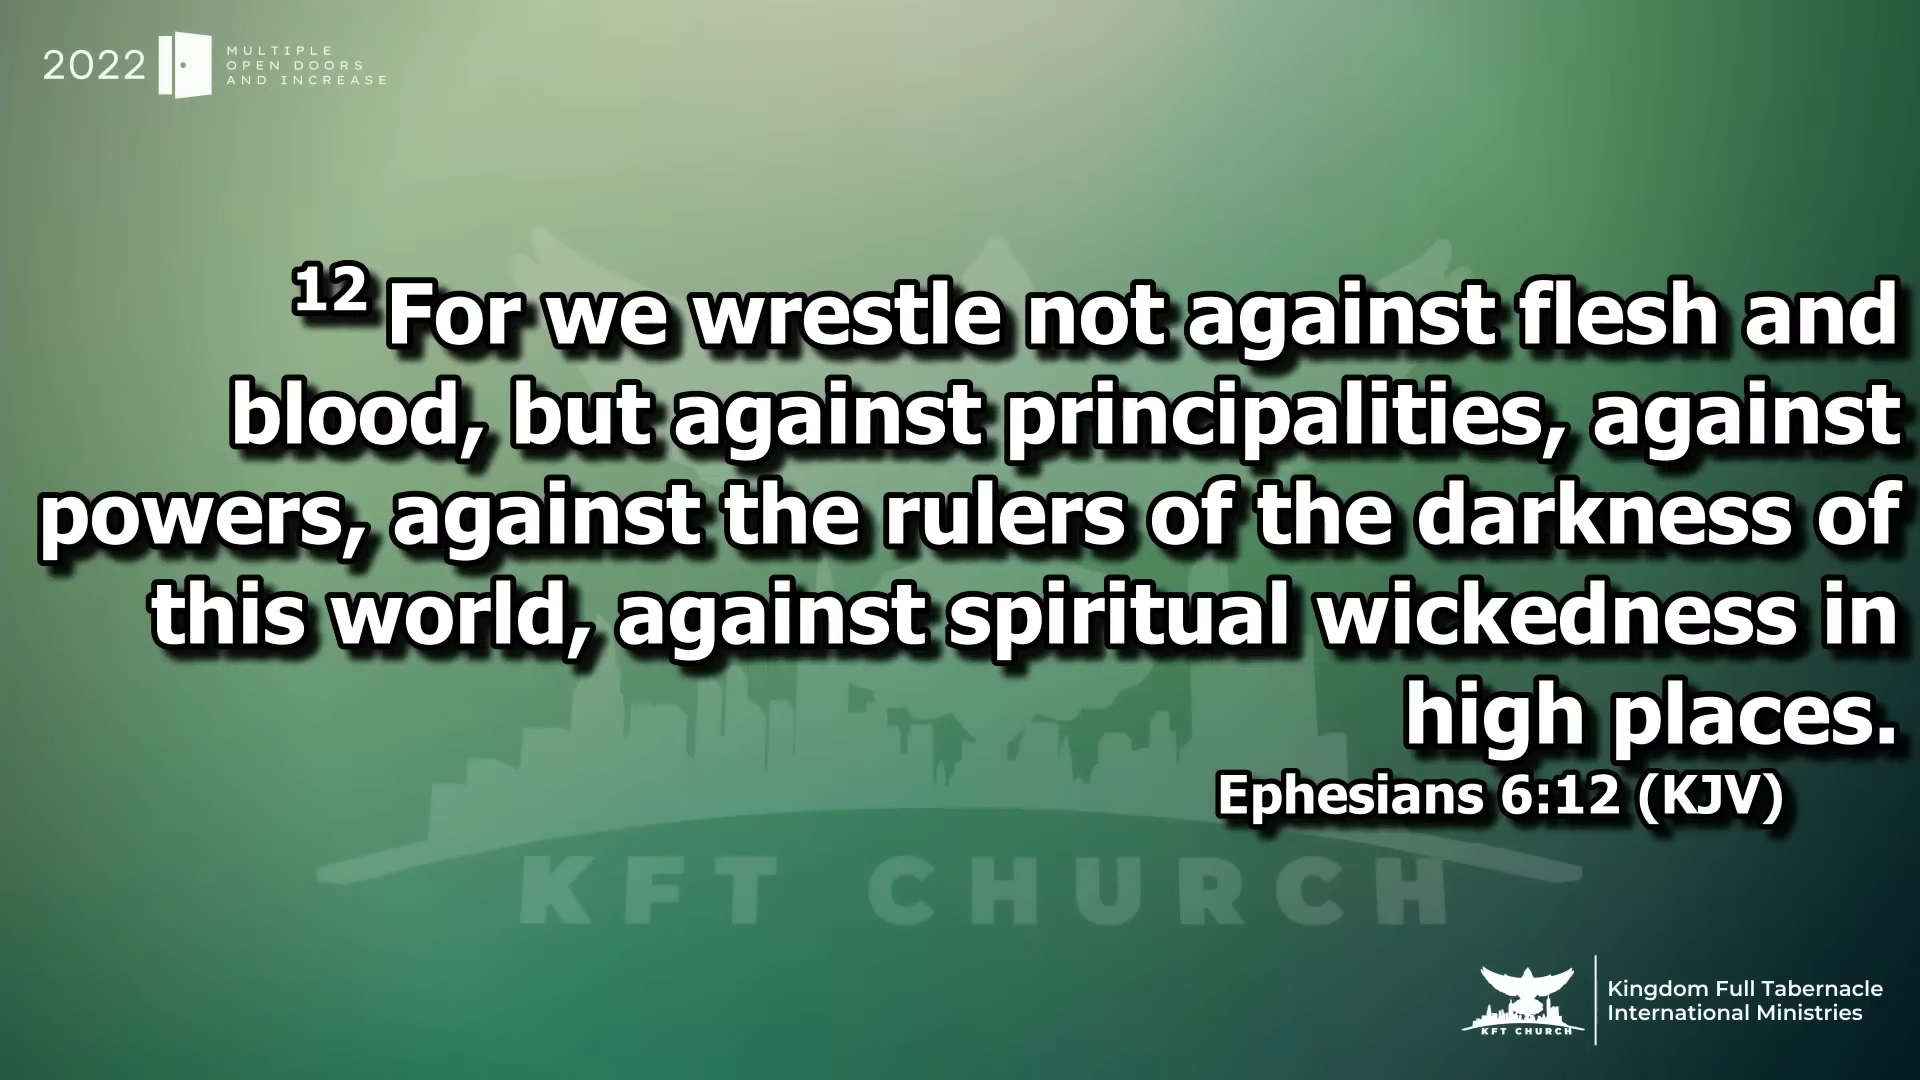 2022
MULTIPLE
OPEN DOORS
AND INCREASE
12 For we wrestle not against flesh and
blood, but against principalities, against
powers, against the rulers of the darkness of
this world, against spiritual wickedness in
high places.
Ephesians 6:12 (KJV)
KFT CHURCH
KFT CHURCH
Kingdom Full Tabernacle
International Ministries